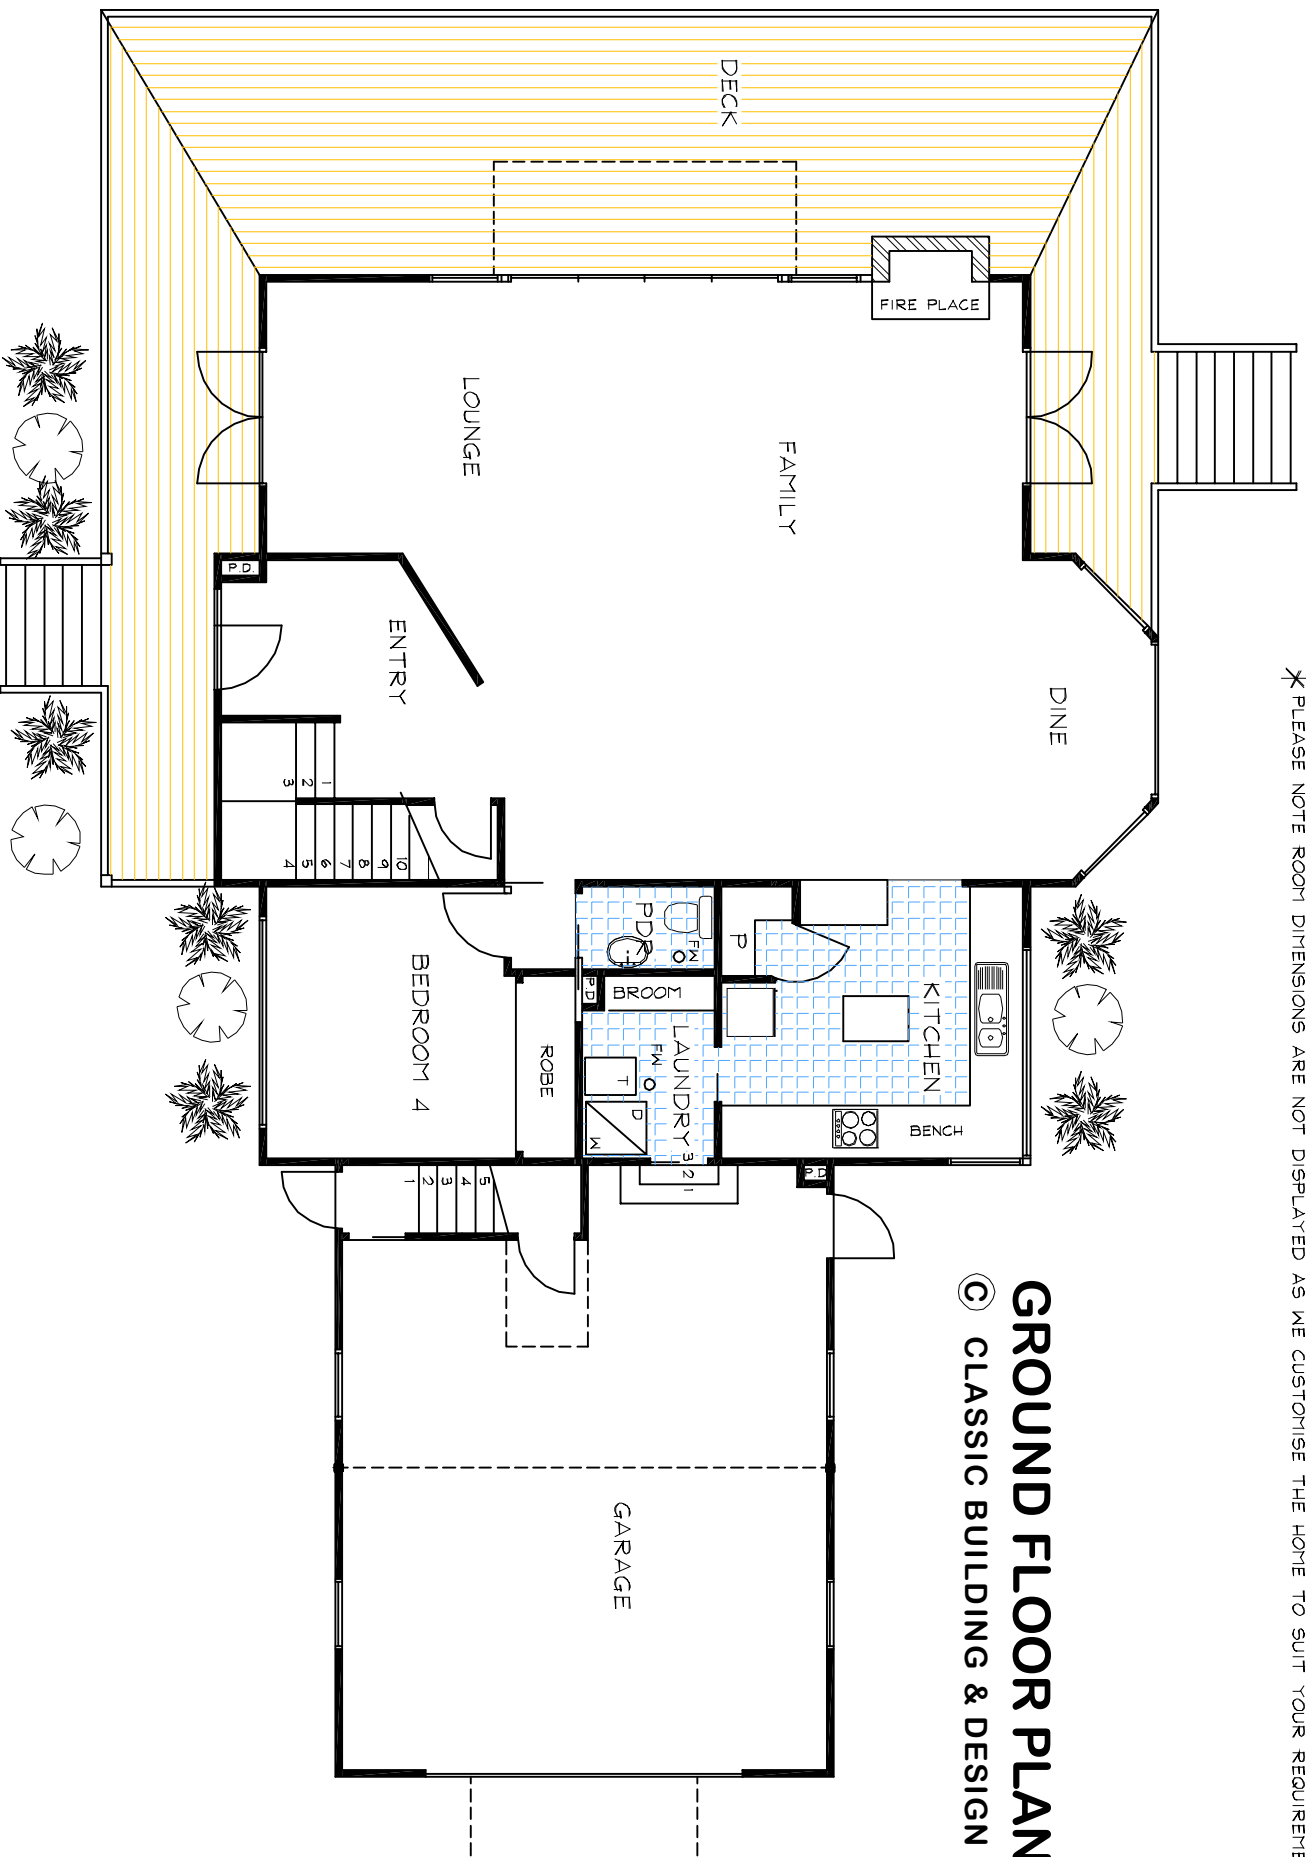 ✳ PLEASE NOTE ROOM DIMENSIONS ARE NOT DISPLAYED AS WE CUSTOMISE THE HOME TO SUIT YOUR REQUIREME
GROUND FLOOR PLAN
© CLASSIC BUILDING & DESIGN
DECK
FIRE PLACE
LOUNGE
FAMILY
DINE
P.D.
ENTRY
1
2
3
4
5
6
7
8
9
10
BEDROOM 4
ROBE
PDR
FW
P
P.D
BROOM
KITCHEN
LAUNDRY
FW
T
D
W
BENCH
3
2
1
P.D
1
2
3
4
5
GARAGE